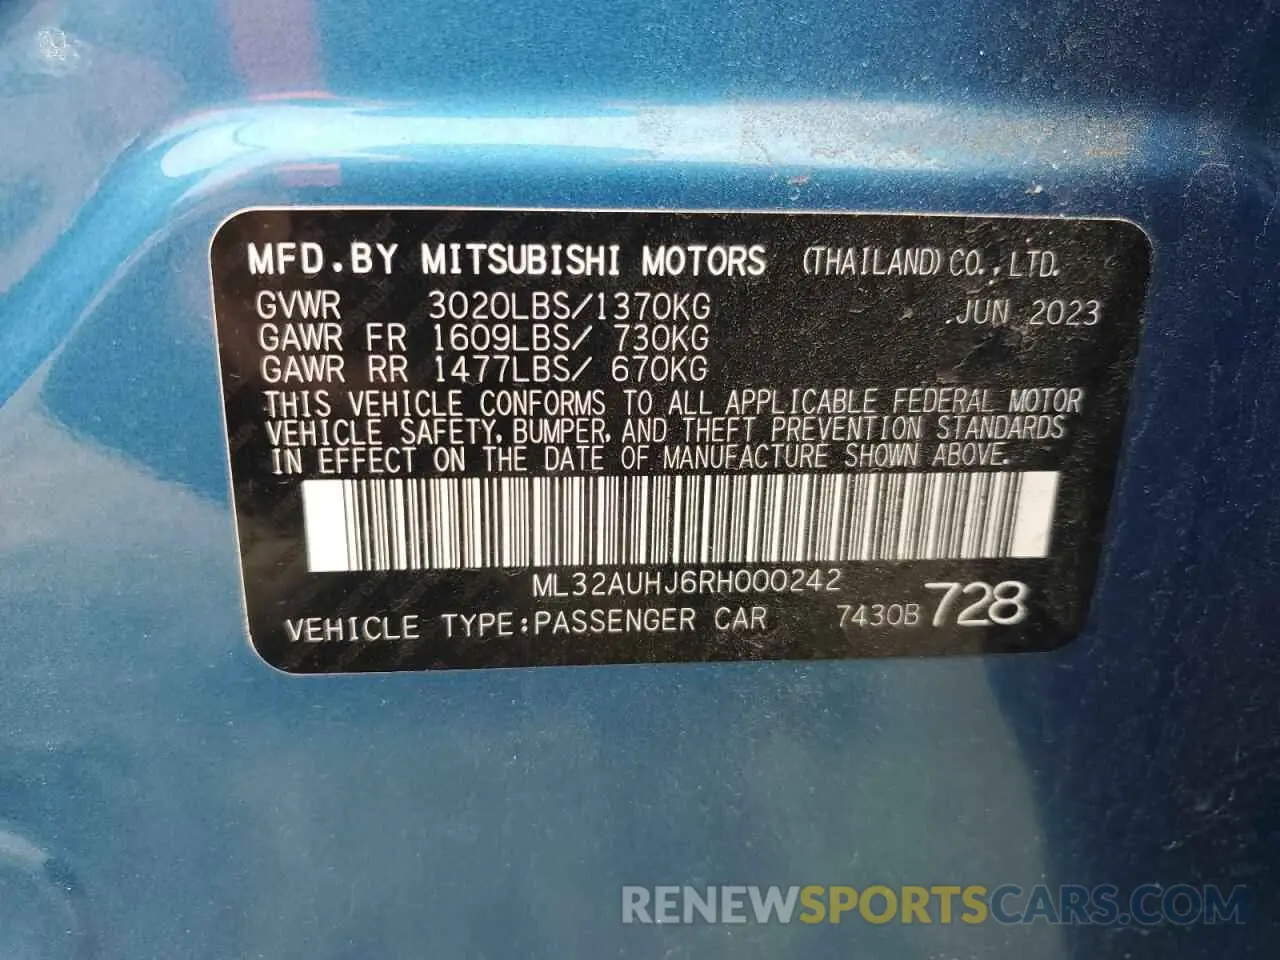 MFD.BY MITSUBISHI MOTORS (THAILAND) CO.,LTD.
GVWR 3020LBS/1370KG JUN 2023
GAWR FR 1609LBS/ 730KG
GAWR RR 1477LBS/ 670KG
THIS VEHICLE CONFORMS TO ALL APPLICABLE FEDERAL MOTOR
VEHICLE SAFETY, BUMPER, AND THEFT PREVENTION STANDARDS
IN EFFECT ON THE DATE OF MANUFACTURE SHOWN ABOVE.
ML32AUHJ6RH000242
VEHICLE TYPE:PASSENGER CAR 7430B 728
RENEWSPORTSCARS.COM